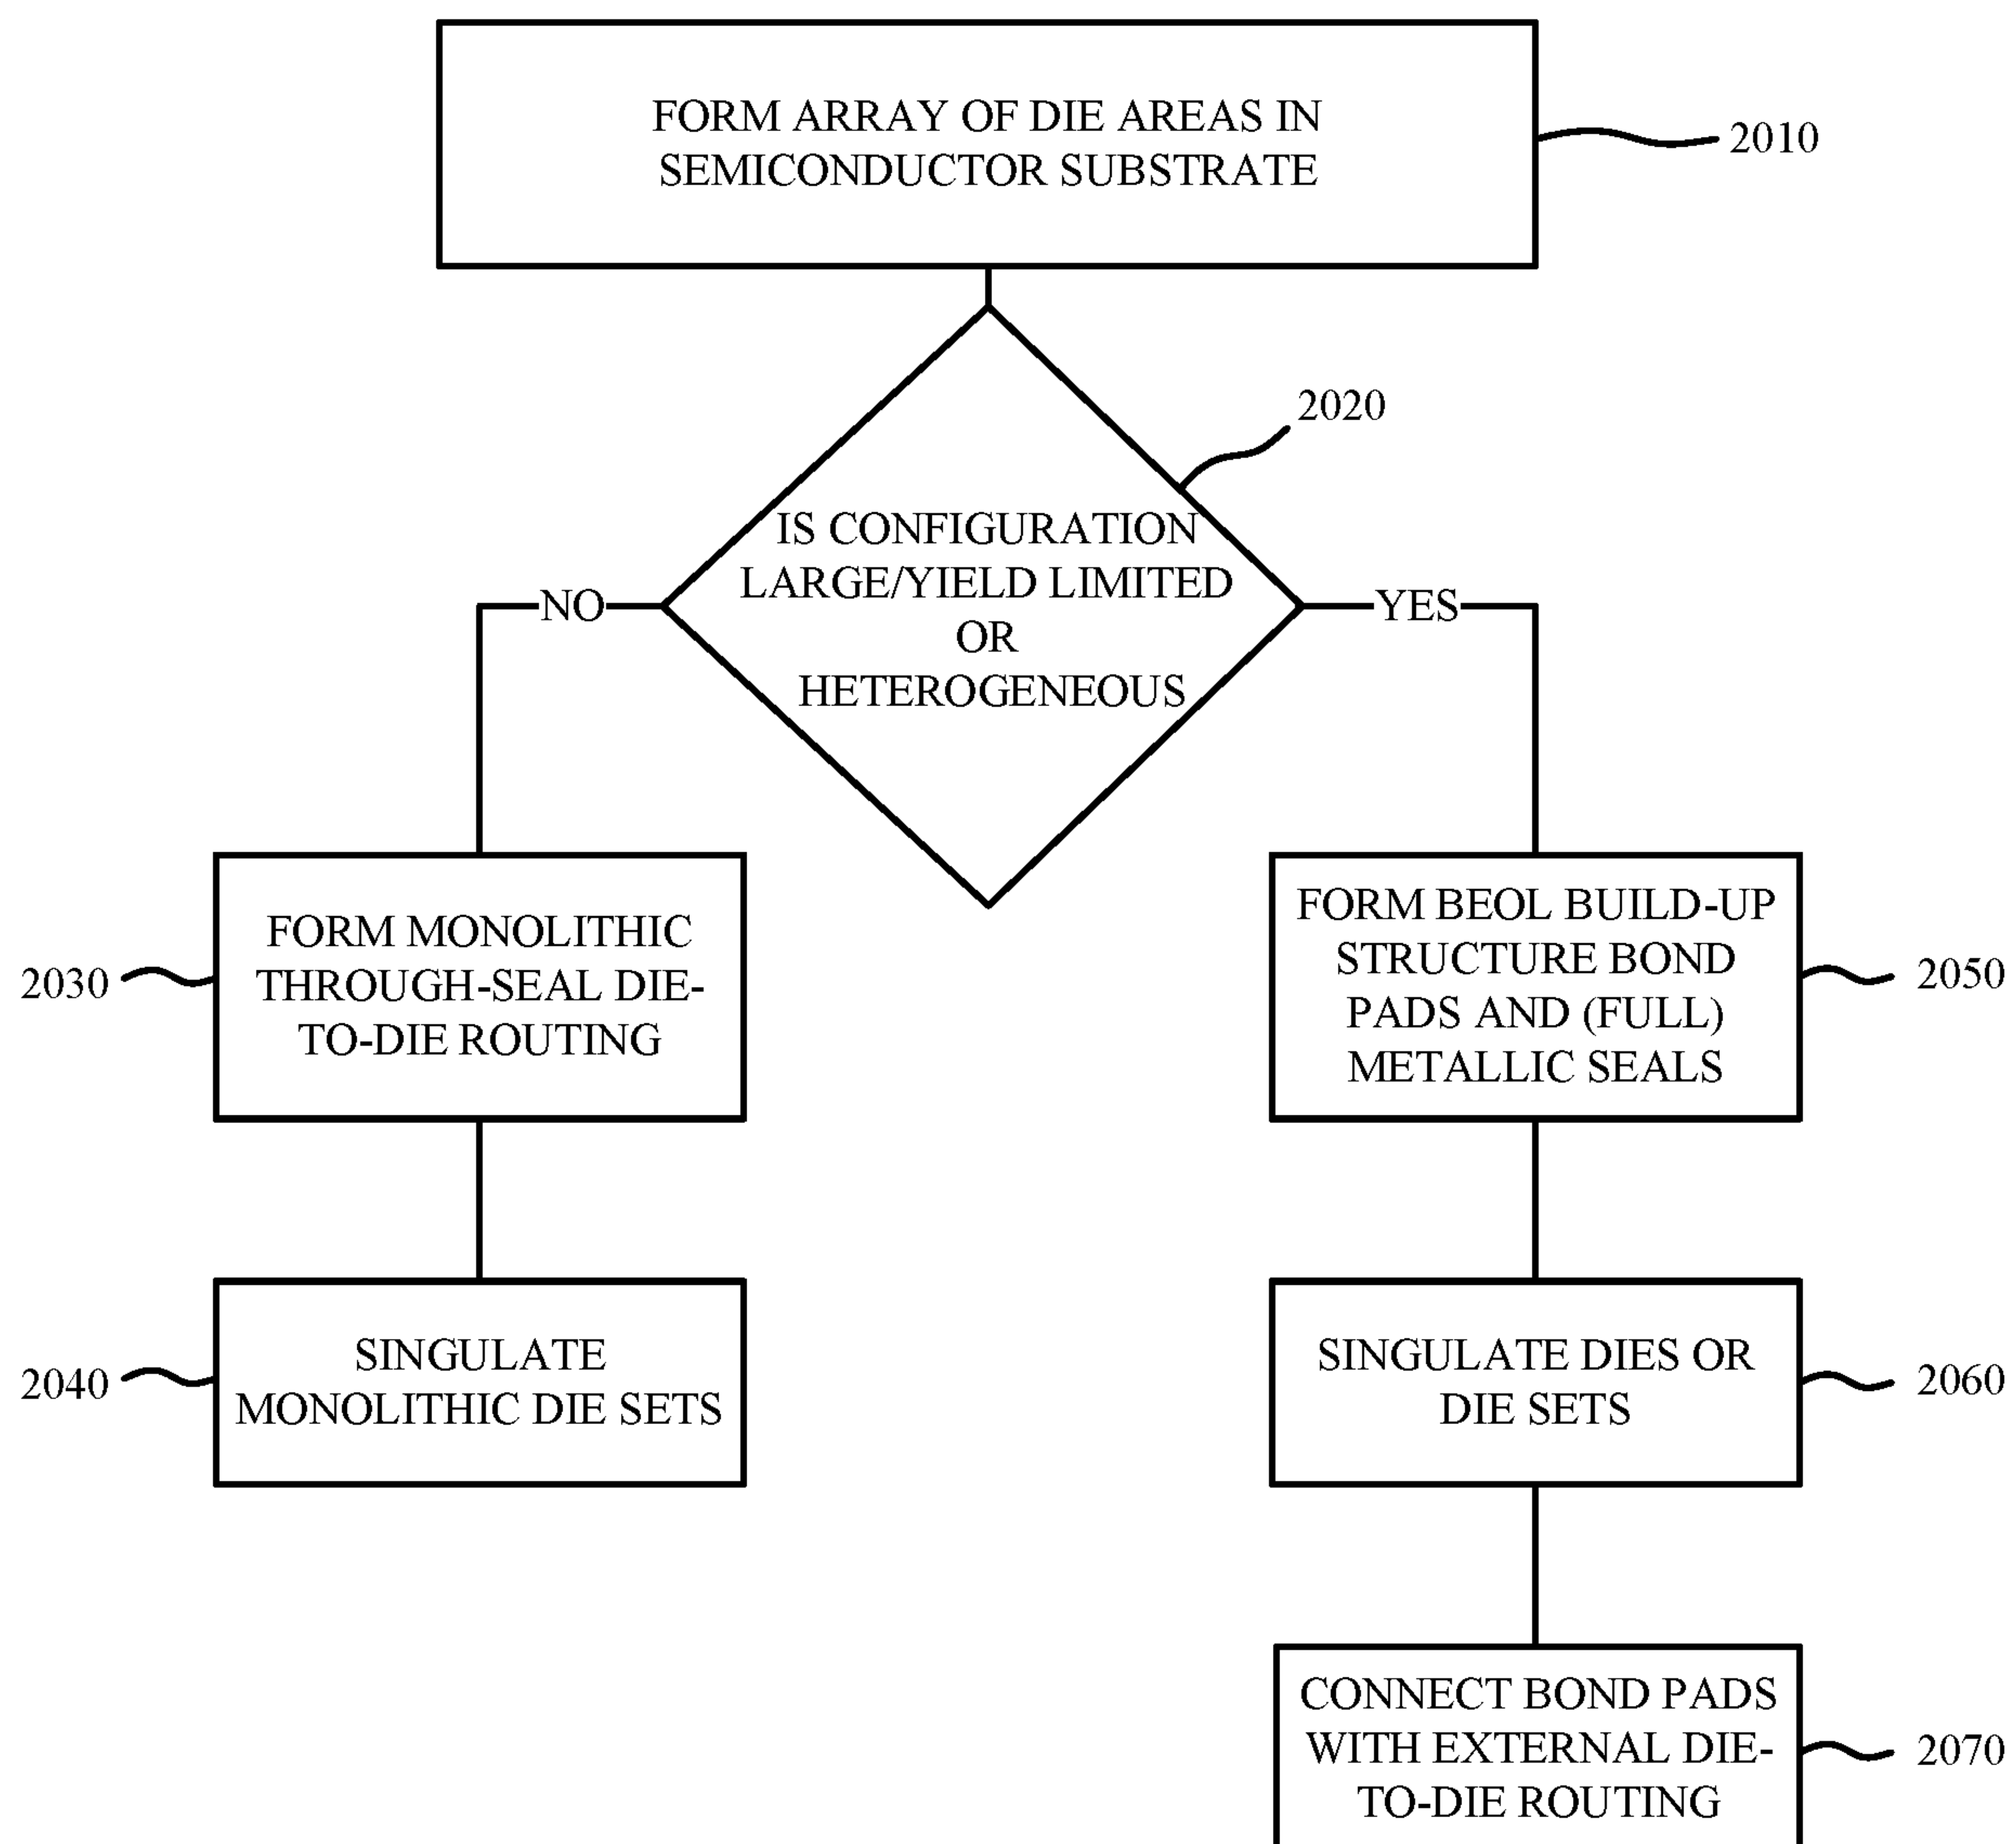 FORM ARRAY OF DIE AREAS IN
SEMICONDUCTOR SUBSTRATE
2010
2020
IS CONFIGURATION
LARGE/YIELD LIMITED
OR
HETEROGENEOUS
NO
YES
FORM MONOLITHIC
THROUGH-SEAL DIE-
TO-DIE ROUTING
2030
FORM BEOL BUILD-UP
STRUCTURE BOND
PADS AND (FULL)
METALLIC SEALS
2050
SINGULATE
MONOLITHIC DIE SETS
2040
SINGULATE DIES OR
DIE SETS
2060
CONNECT BOND PADS
WITH EXTERNAL DIE-
TO-DIE ROUTING
2070